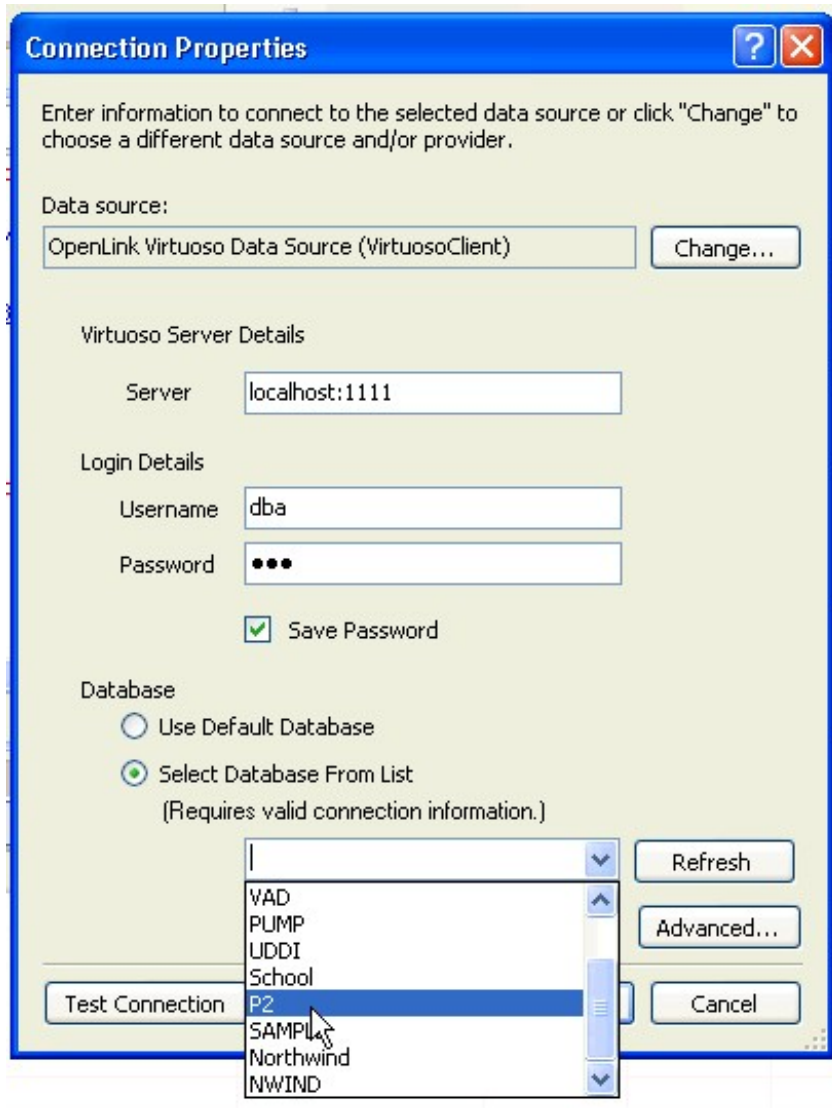 Connection Properties
Enter information to connect to the selected data source or click "Change" to
choose a different data source and/or provider.
Data source:
OpenLink Virtuoso Data Source (VirtuosoClient)
Change...
Virtuoso Server Details
Server
localhost:1111
Login Details
Username
dba
Password
•••
Save Password
Database
Use Default Database
Select Database From List
(Requires valid connection information.)
Refresh
VAD
PUMP
UDDI
School
P2
Northwind
NWIND
Advanced...
Test Connection
Cancel